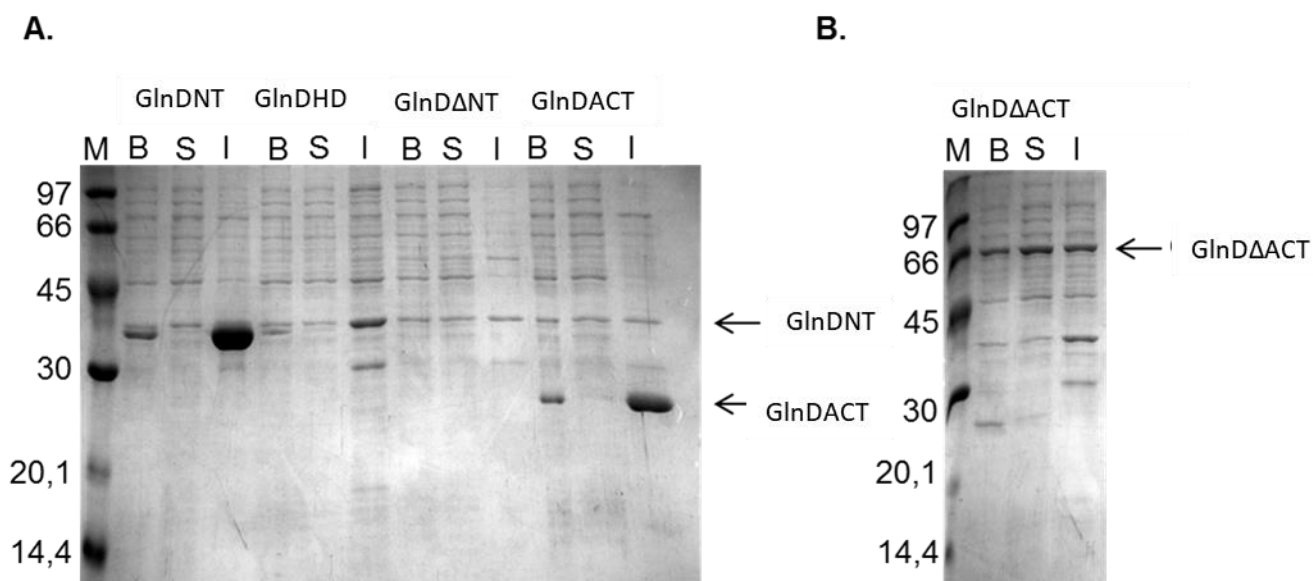 A.
GlnDNT GlnDHD GlnDΔNT GlnDACT
M B S I B S I B S I B S I
97
66
45
30
20,1
14,4
GlnDNT
GlnDACT
B.
GlnDΔACT
M B S I
97
66
45
30
20,1
14,4
GlnDΔACT